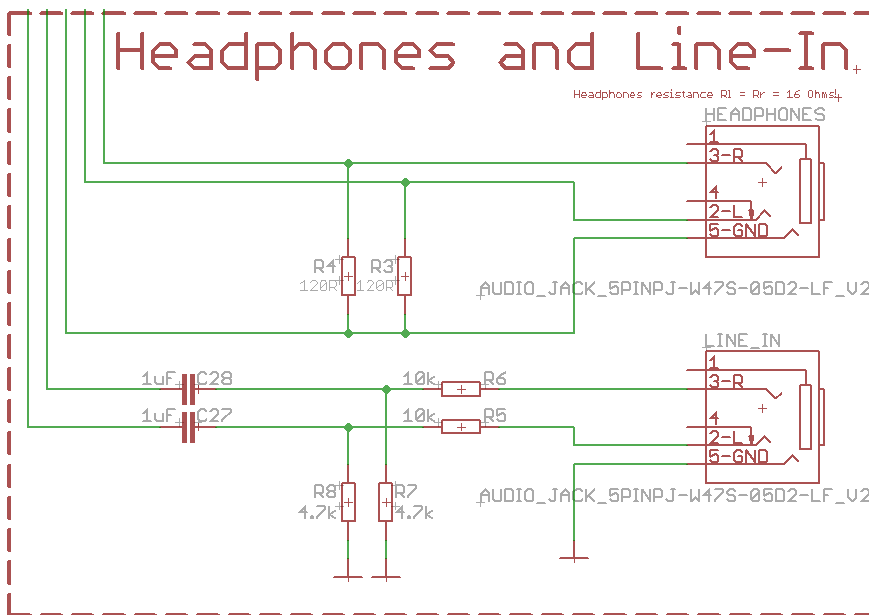 Headphones and Line-In
Headphones resistance Rl = Rr = 16 Ohms!
HEADPHONES
1
3-R
4
2-L
5-GND
R4
120R
R3
120R
AUDIO_JACK_5PINPJ-W47S-05D2-LF_V2
LINE_IN
1
3-R
4
2-L
5-GND
1uF
C28
10k
R6
1uF
C27
10k
R5
R8
4.7k
R7
4.7k
AUDIO_JACK_5PINPJ-W47S-05D2-LF_V2